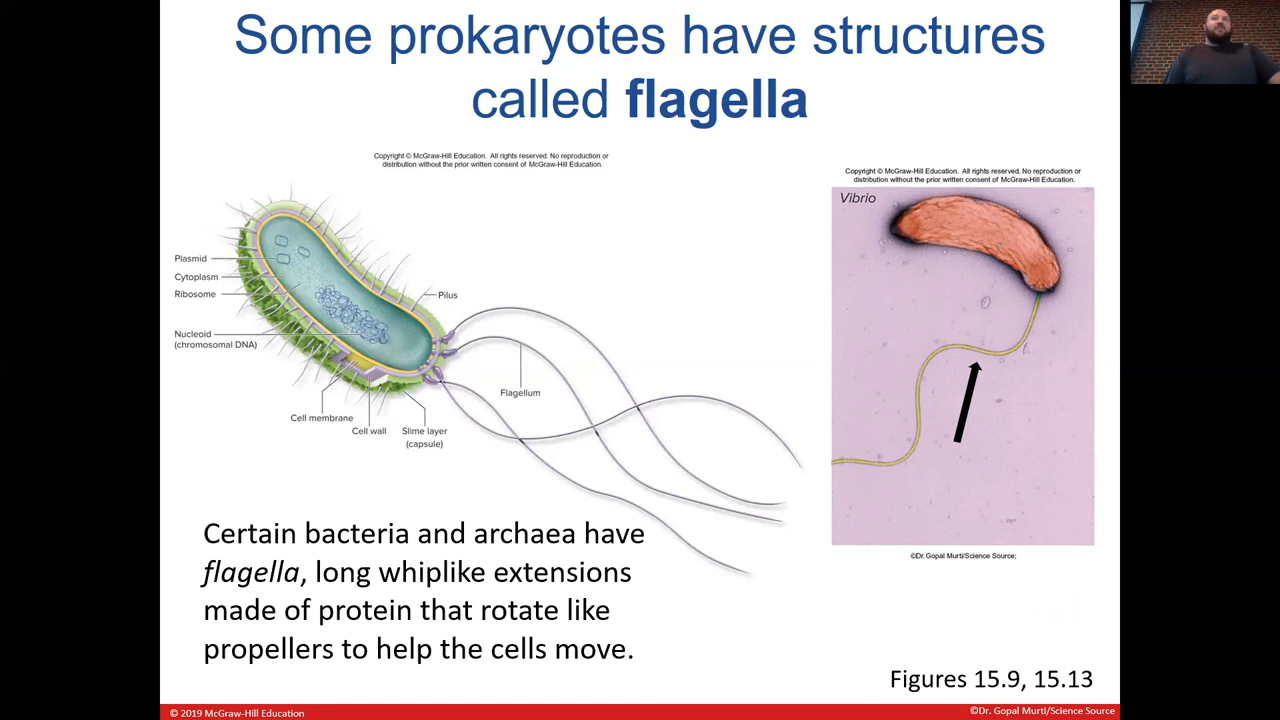 Some prokaryotes have structures
called flagella
Copyright © McGraw-Hill Education. All rights reserved. No reproduction or
distribution without the prior written consent of McGraw-Hill Education.
Plasmid
Cytoplasm
Ribosome
Nucleoid
(chromosomal DNA)
Cell membrane
Cell wall
Slime layer
(capsule)
Pilus
Flagellum
Copyright © McGraw-Hill Education. All rights reserved. No reproduction or
distribution without the prior written consent of McGraw-Hill Education.
Vibrio
©Dr. Gopal Murti/Science Source;
Certain bacteria and archaea have
flagella, long whiplike extensions
made of protein that rotate like
propellers to help the cells move.
Figures 15.9, 15.13
© 2019 McGraw-Hill Education
©Dr. Gopal Murti/Science Source